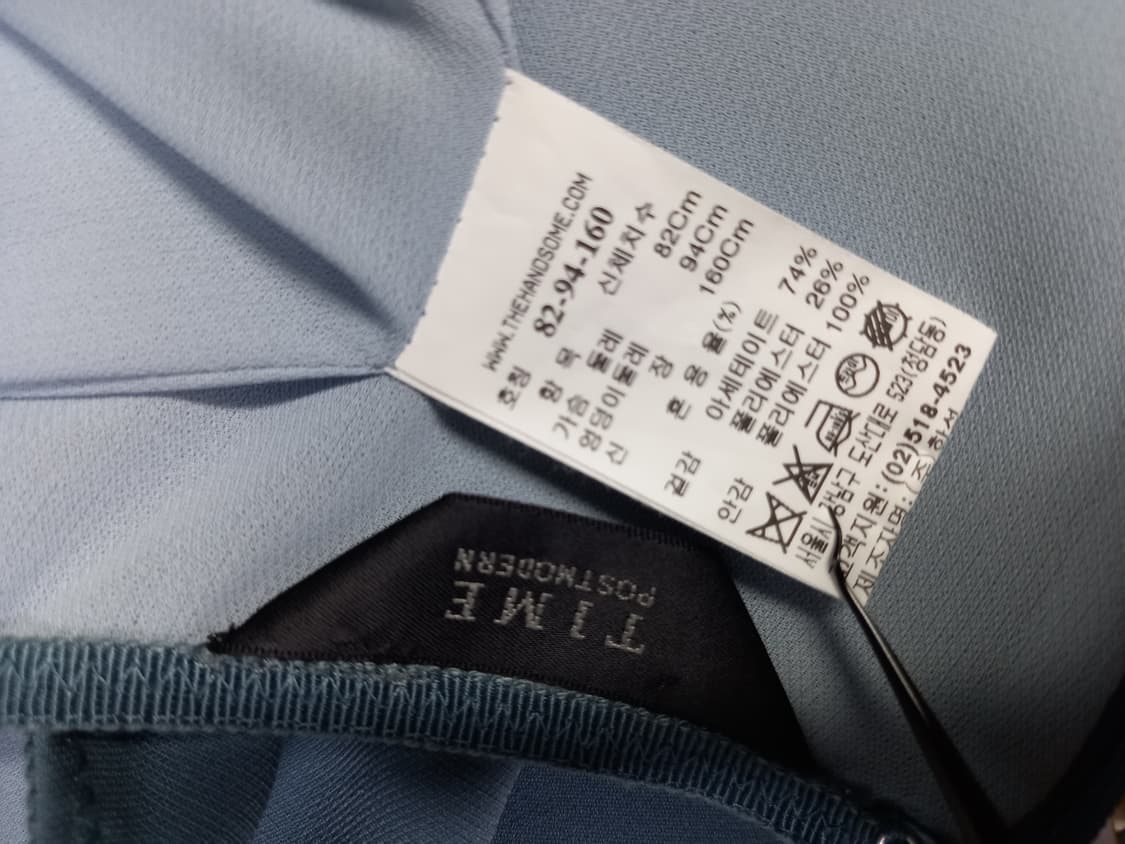 WWW.THEHANDSOME.COM
호칭 82-94-160
항 목 신체치수
가슴둘레 82Cm
엉덩이둘레 94Cm
신 장 160Cm
혼 용 율(%)
겉감 아세테이트 74%
폴리에스터 26%
안감 폴리에스터 100%
서울시 강남구 도산대로 523(청담동)
고객지원: (02)518-4523
제조자명: (주)한섬
TIME
POSTMODERN